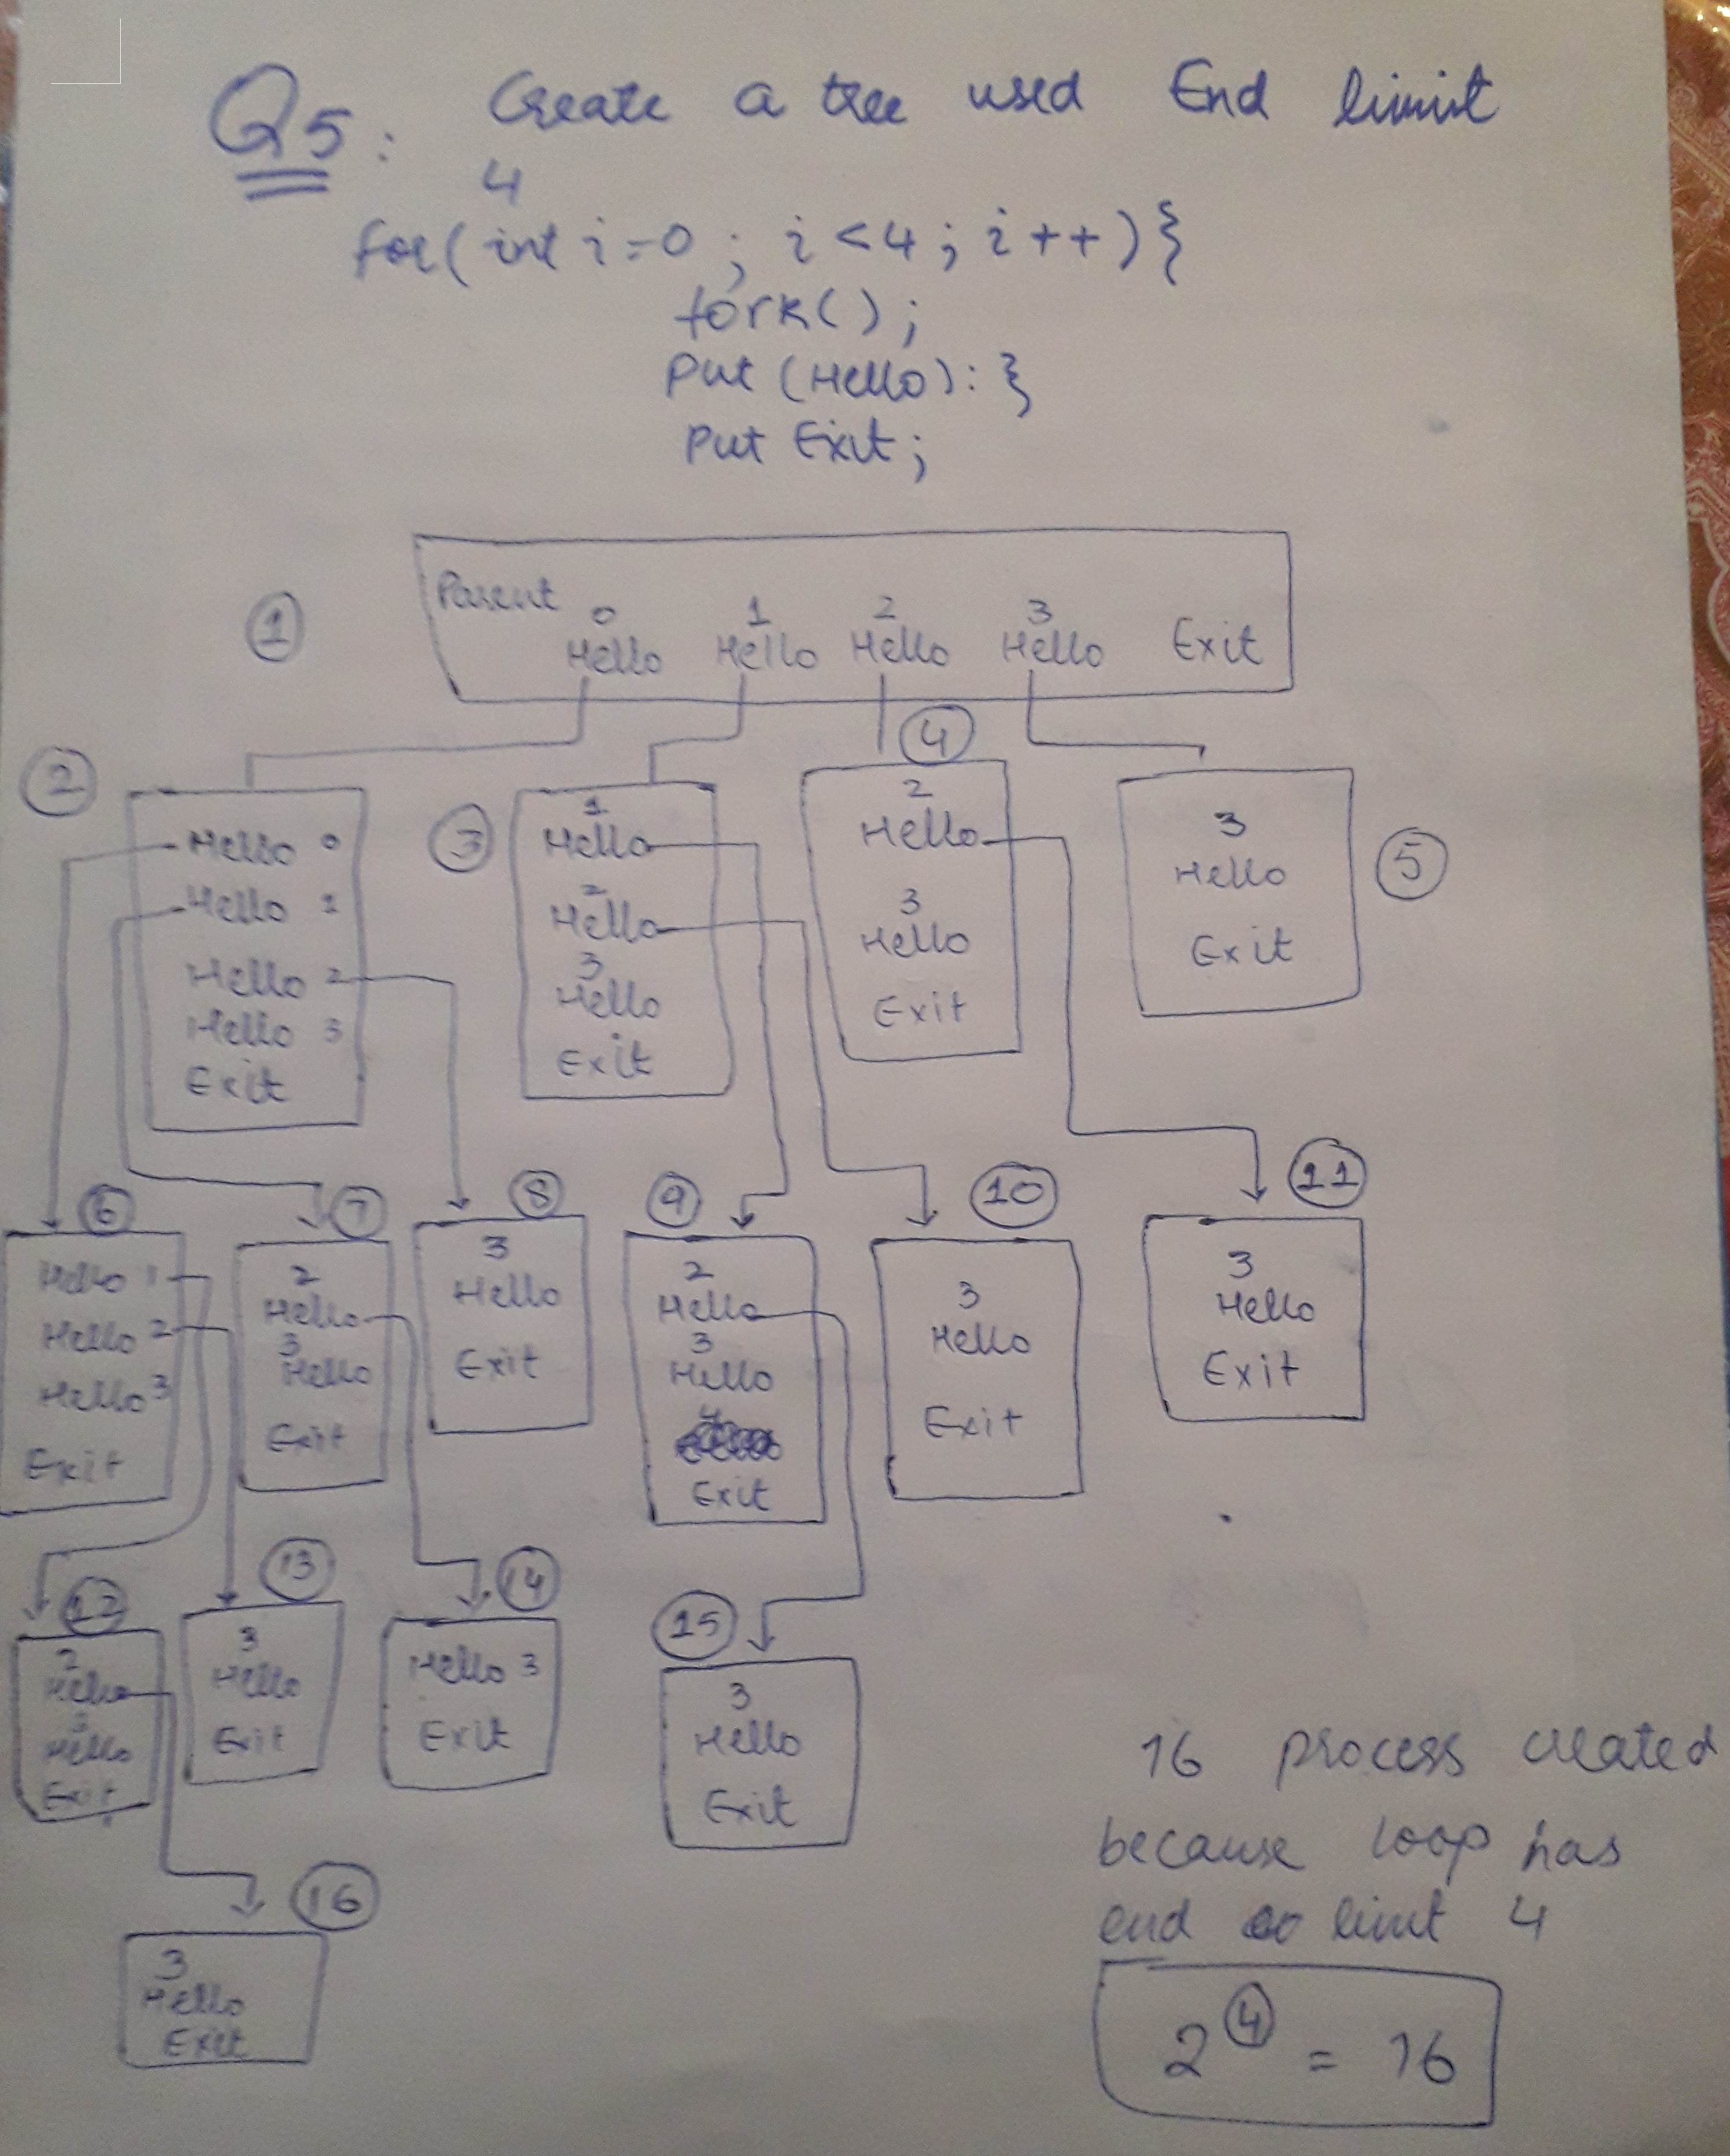 Q5: Create a tree used End limit
4
for( int i=0 ; i<4 ; i++){
fork();
Put (Hello): }
Put Exit;
Parent
0 1 2 3
1 Hello Hello Hello Hello Exit
2
Hello 0
Hello 1
Hello 2
Hello 3
Exit
3
1
Hello
2
Hello
3
Hello
Exit
4
2
Hello
3
Hello
Exit
5
3
Hello
Exit
6
Hello 1
Hello 2
Hello 3
Exit
7
2
Hello
3
Hello
Exit
8
3
Hello
Exit
9
2
Hello
3
Hello
Exit
10
3
Hello
Exit
11
3
Hello
Exit
12
2
Hello
3
Hello
Exit
13
3
Hello
Exit
14
Hello 3
Exit
15
3
Hello
Exit
16
3
Hello
Exit
16 process created
because loop has
end limt 4
2^4 = 16